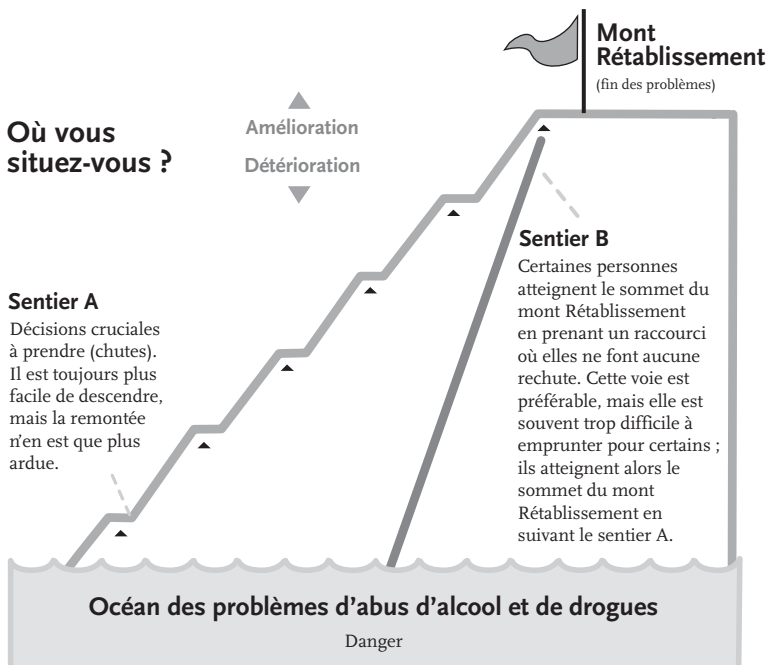 Mont
Rétablissement
(fin des problèmes)
Où vous
situez-vous ?
Amélioration
Détérioration
Sentier A
Décisions cruciales
à prendre (chutes).
Il est toujours plus
facile de descendre,
mais la remontée
n’en est que plus
ardue.
Sentier B
Certaines personnes
atteignent le sommet du
mont Rétablissement
en prenant un raccourci
où elles ne font aucune
rechute. Cette voie est
préférable, mais elle est
souvent trop difficile à
emprunter pour certains ;
ils atteignent alors le
sommet du mont
Rétablissement en
suivant le sentier A.
Océan des problèmes d’abus d’alcool et de drogues
Danger